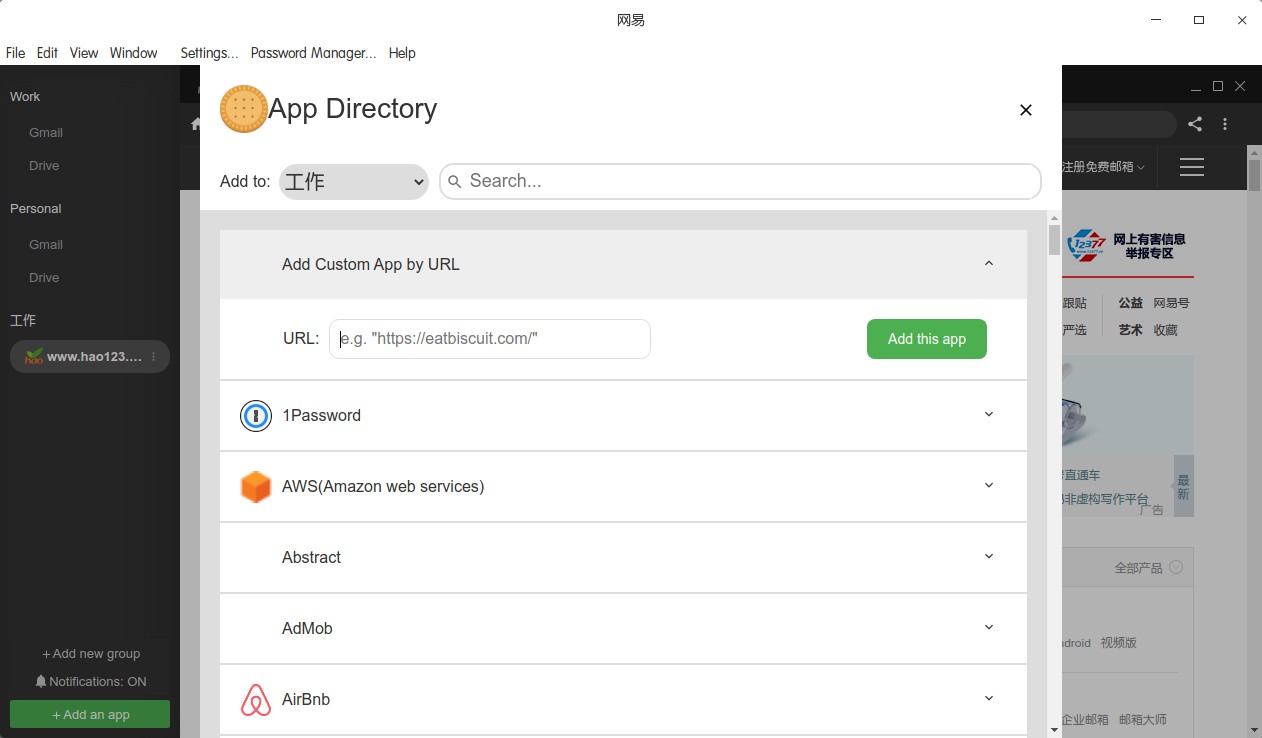 网易
File Edit View Window Settings... Password Manager... Help
Work
Gmail
Drive
Personal
Gmail
Drive
工作
hao www.hao123....
+ Add new group
Notifications: ON
+ Add an app
App Directory
Add to: 工作 Search...
Add Custom App by URL
URL: e.g. "https://eatbiscuit.com/" Add this app
1Password
AWS(Amazon web services)
Abstract
AdMob
AirBnb
注册免费邮箱
12377 网上有害信息
举报专区
跟贴 公益 网易号
严选 艺术 收藏
直通车
非虚构写作平台
广告
最新
全部产品
ndroid 视频版
企业邮箱 邮箱大师